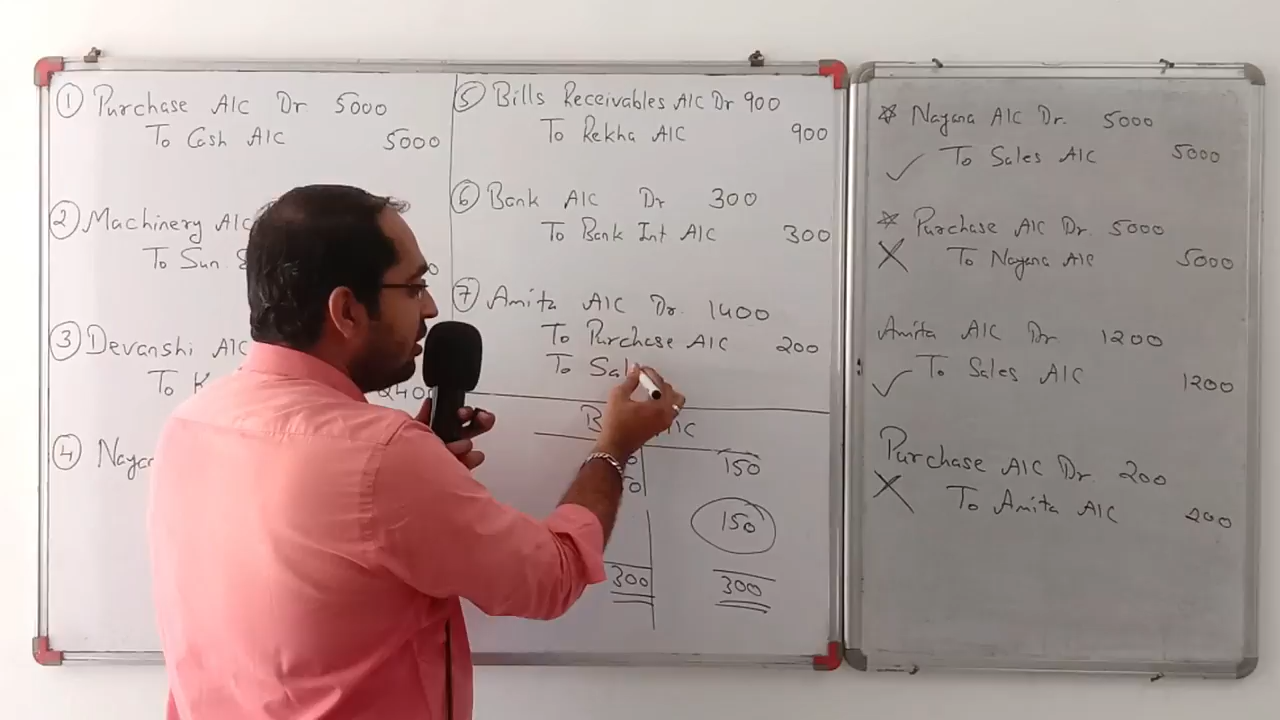 ① Purchase A/C Dr 5000
To Cash A/C 5000
② Machinery A/C
To Sun.
③ Devanshi A/C
To K 2400
④ Nayan
⑤ Bills Receivables A/C Dr 900
To Rekha A/C 900
⑥ Bank A/C Dr 300
To Bank Int A/C 300
⑦ Amita A/C Dr. 1400
To Purchase A/C 200
To Sal
B A/C
150
150
300 300
* Nayana A/C Dr. 5000
✓ To Sales A/C 5000
* Purchase A/C Dr. 5000
X To Nayana A/C 5000
Amita A/C Dr 1200
✓ To Sales A/C 1200
Purchase A/C Dr. 200
X To Amita A/C 200